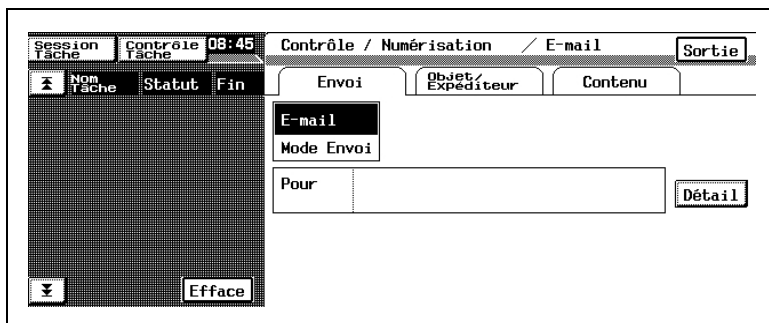 Session Tâche
Contrôle Tâche
08:45
Contrôle / Numérisation / E-mail
Sortie
Nom Tâche
Statut
Fin
Envoi
Objet/ Expéditeur
Contenu
E-mail
Mode Envoi
Pour
Détail
Efface